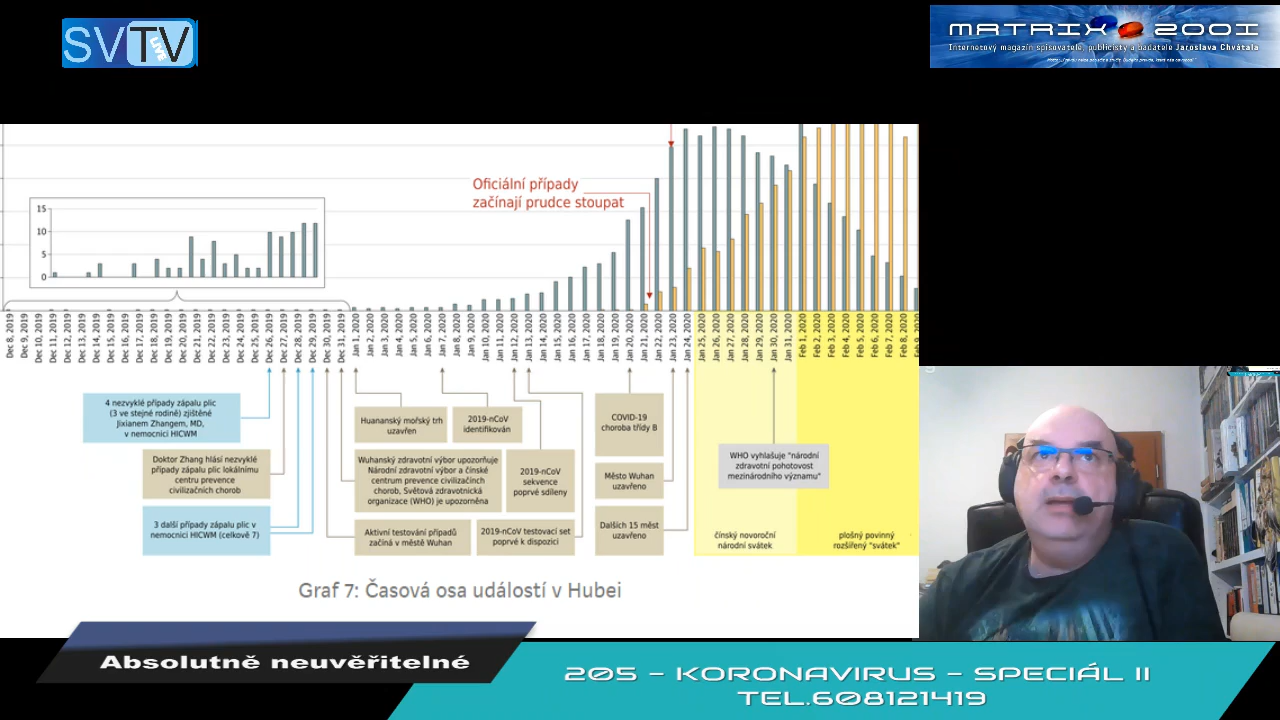 SVTV
LIVE
MATRIX 2001
Internetový magazín spisovatele, publicisty a badatele Jaroslava Chvátala
Oficiální případy
začínají prudce stoupat
15
10
5
0
Dec 8, 2019
Dec 9, 2019
Dec 10, 2019
Dec 11, 2019
Dec 12, 2019
Dec 13, 2019
Dec 14, 2019
Dec 15, 2019
Dec 16, 2019
Dec 17, 2019
Dec 18, 2019
Dec 19, 2019
Dec 20, 2019
Dec 21, 2019
Dec 22, 2019
Dec 23, 2019
Dec 24, 2019
Dec 25, 2019
Dec 26, 2019
Dec 27, 2019
Dec 28, 2019
Dec 29, 2019
Dec 30, 2019
Dec 31, 2019
Jan 1, 2020
Jan 2, 2020
Jan 3, 2020
Jan 4, 2020
Jan 5, 2020
Jan 6, 2020
Jan 7, 2020
Jan 8, 2020
Jan 9, 2020
Jan 10, 2020
Jan 11, 2020
Jan 12, 2020
Jan 13, 2020
Jan 14, 2020
Jan 15, 2020
Jan 16, 2020
Jan 17, 2020
Jan 18, 2020
Jan 19, 2020
Jan 20, 2020
Jan 21, 2020
Jan 22, 2020
Jan 23, 2020
Jan 24, 2020
Jan 25, 2020
Jan 26, 2020
Jan 27, 2020
Jan 28, 2020
Jan 29, 2020
Jan 30, 2020
Jan 31, 2020
Feb 1, 2020
Feb 2, 2020
Feb 3, 2020
Feb 4, 2020
Feb 5, 2020
Feb 6, 2020
Feb 7, 2020
Feb 8, 2020
Feb 9, 2020
4 nezvyklé případy zápalu plic
(3 ve stejné rodině) zjištěné
Jixianem Zhangem, MD,
v nemocnici HICWM
Doktor Zhang hlásí nezvyklé
případy zápalu plic lokálnímu
centru prevence
civilizačních chorob
3 další případy zápalu plic v
nemocnici HICWM (celkově 7)
Huananský mořský trh
uzavřen
2019-nCoV
identifikován
Wuhanský zdravotní výbor upozorňuje
Národní zdravotní výbor a čínské
centrum prevence civilizačních
chorob, Světová zdravotnická
organizace (WHO) je upozorněna
2019-nCoV
sekvence
poprvé sdíleny
Aktivní testování případů
začíná v městě Wuhan
2019-nCoV testovací set
poprvé k dispozici
COVID-19
choroba třídy B
Město Wuhan
uzavřeno
Dalších 15 měst
uzavřeno
WHO vyhlašuje "národní
zdravotní pohotovost
mezinárodního významu"
čínský novoroční
národní svátek
plošný povinný
rozšířený "svátek"
Graf 7: Časová osa událostí v Hubei
Absolutně neuvěřitelné
205 - KORONAVIRUS - SPECIÁL II
TEL.608121419